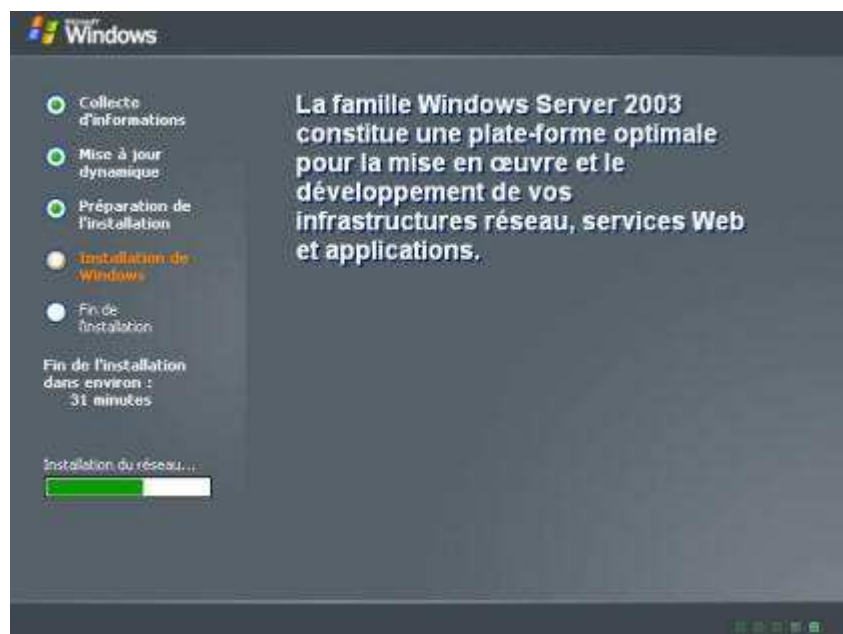 Microsoft
Windows
Collecte
d'informations
Mise à jour
dynamique
Préparation de
l'installation
Installation de
Windows
Fin de
l'installation
Fin de l'installation
dans environ :
31 minutes
Installation du réseau...
La famille Windows Server 2003
constitue une plate-forme optimale
pour la mise en œuvre et le
développement de vos
infrastructures réseau, services Web
et applications.